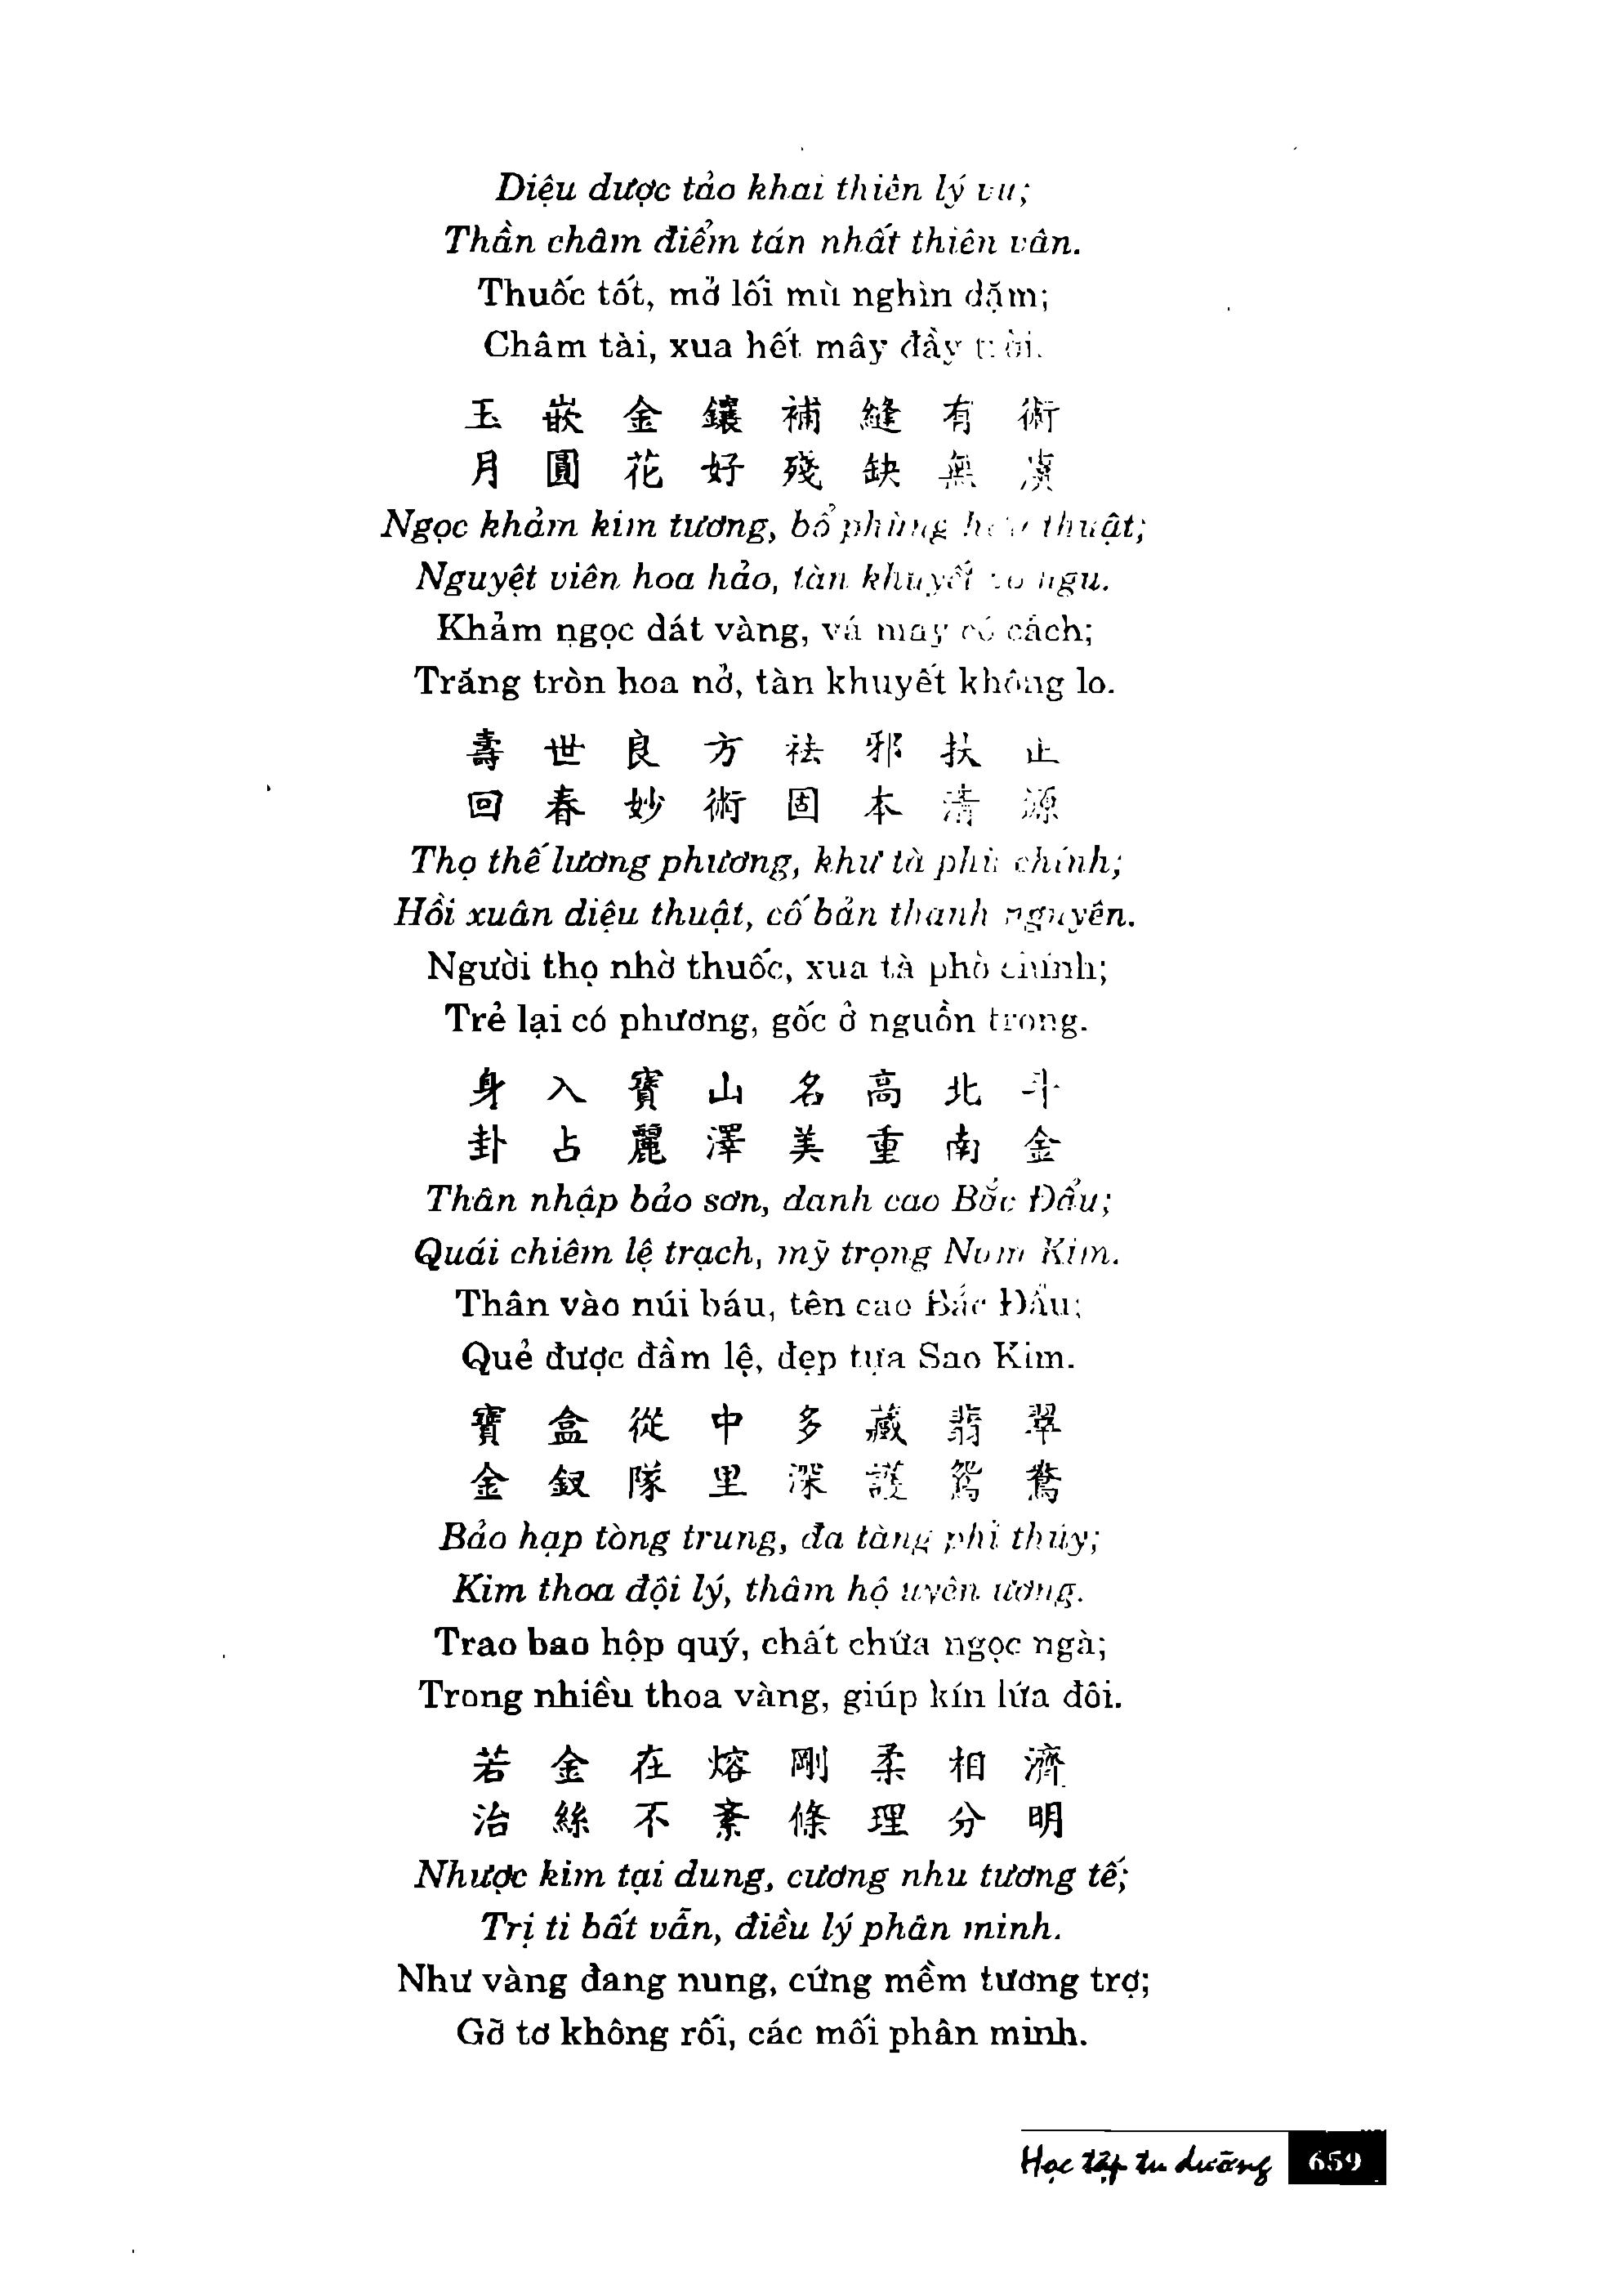 Diệu dược tảo khai thiên lý vu;
Thần châm điểm tán nhất thiên vân.
Thuốc tốt, mở lối mù nghìn dặm;
Châm tài, xua hết mây đầy trời.
玉 嵌 金 鑲 補 縫 有 術
月 圓 花 好 殘 缺 無 虞
Ngọc khảm kim tương, bổ phùng hữu thuật;
Nguyệt viên hoa hảo, tàn khuyết vô ngu.
Khảm ngọc dát vàng, vá may có cách;
Trăng tròn hoa nở, tàn khuyết không lo.
壽 世 良 方 祛 邪 扶 正
回 春 妙 術 固 本 清 源
Thọ thế lương phương, khư tà phù chính;
Hồi xuân diệu thuật, cố bản thanh nguyên.
Người thọ nhờ thuốc, xua tà phò chính;
Trẻ lại có phương, gốc ở nguồn trong.
身 入 寶 山 名 高 北 斗
卦 占 麗 澤 美 重 南 金
Thân nhập bảo sơn, danh cao Bắc Đẩu;
Quái chiêm lệ trạch, mỹ trọng Nam Kim.
Thân vào núi báu, tên cao Bắc Đẩu;
Quẻ được đầm lệ, đẹp tựa Sao Kim.
寶 盒 從 中 多 藏 翡 翠
金 釵 隊 里 深 護 鴛 鴦
Bảo hạp tòng trung, đa tàng phỉ thúy;
Kim thoa đội lý, thâm hộ uyên ương.
Trao bao hộp quý, chất chứa ngọc ngà;
Trong nhiều thoa vàng, giúp kín lứa đôi.
若 金 在 熔 剛 柔 相 濟
治 絲 不 紊 條 理 分 明
Nhược kim tại dung, cương nhu tương tế;
Trị ti bất vẫn, điều lý phân minh.
Như vàng đang nung, cứng mềm tương trợ;
Gỡ tơ không rối, các mối phân minh.
Học tập tu dưỡng 659